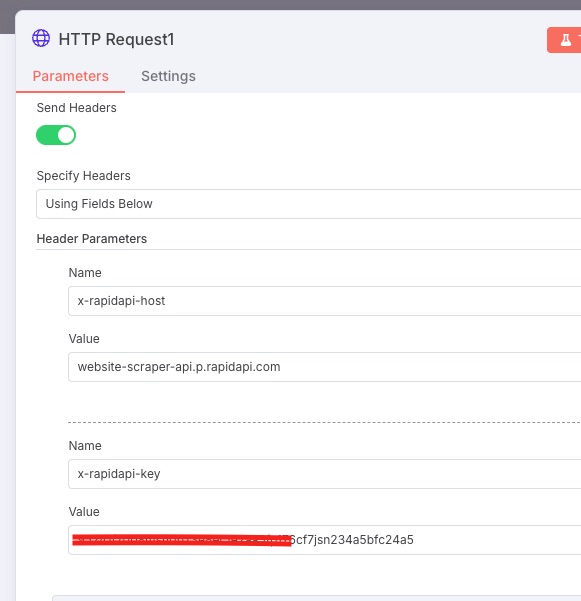 HTTP Request1
Parameters Settings
Send Headers
Specify Headers
Using Fields Below
Header Parameters
Name
x-rapidapi-host
Value
website-scraper-api.p.rapidapi.com
Name
x-rapidapi-key
Value
cf7jsn234a5bfc24a5